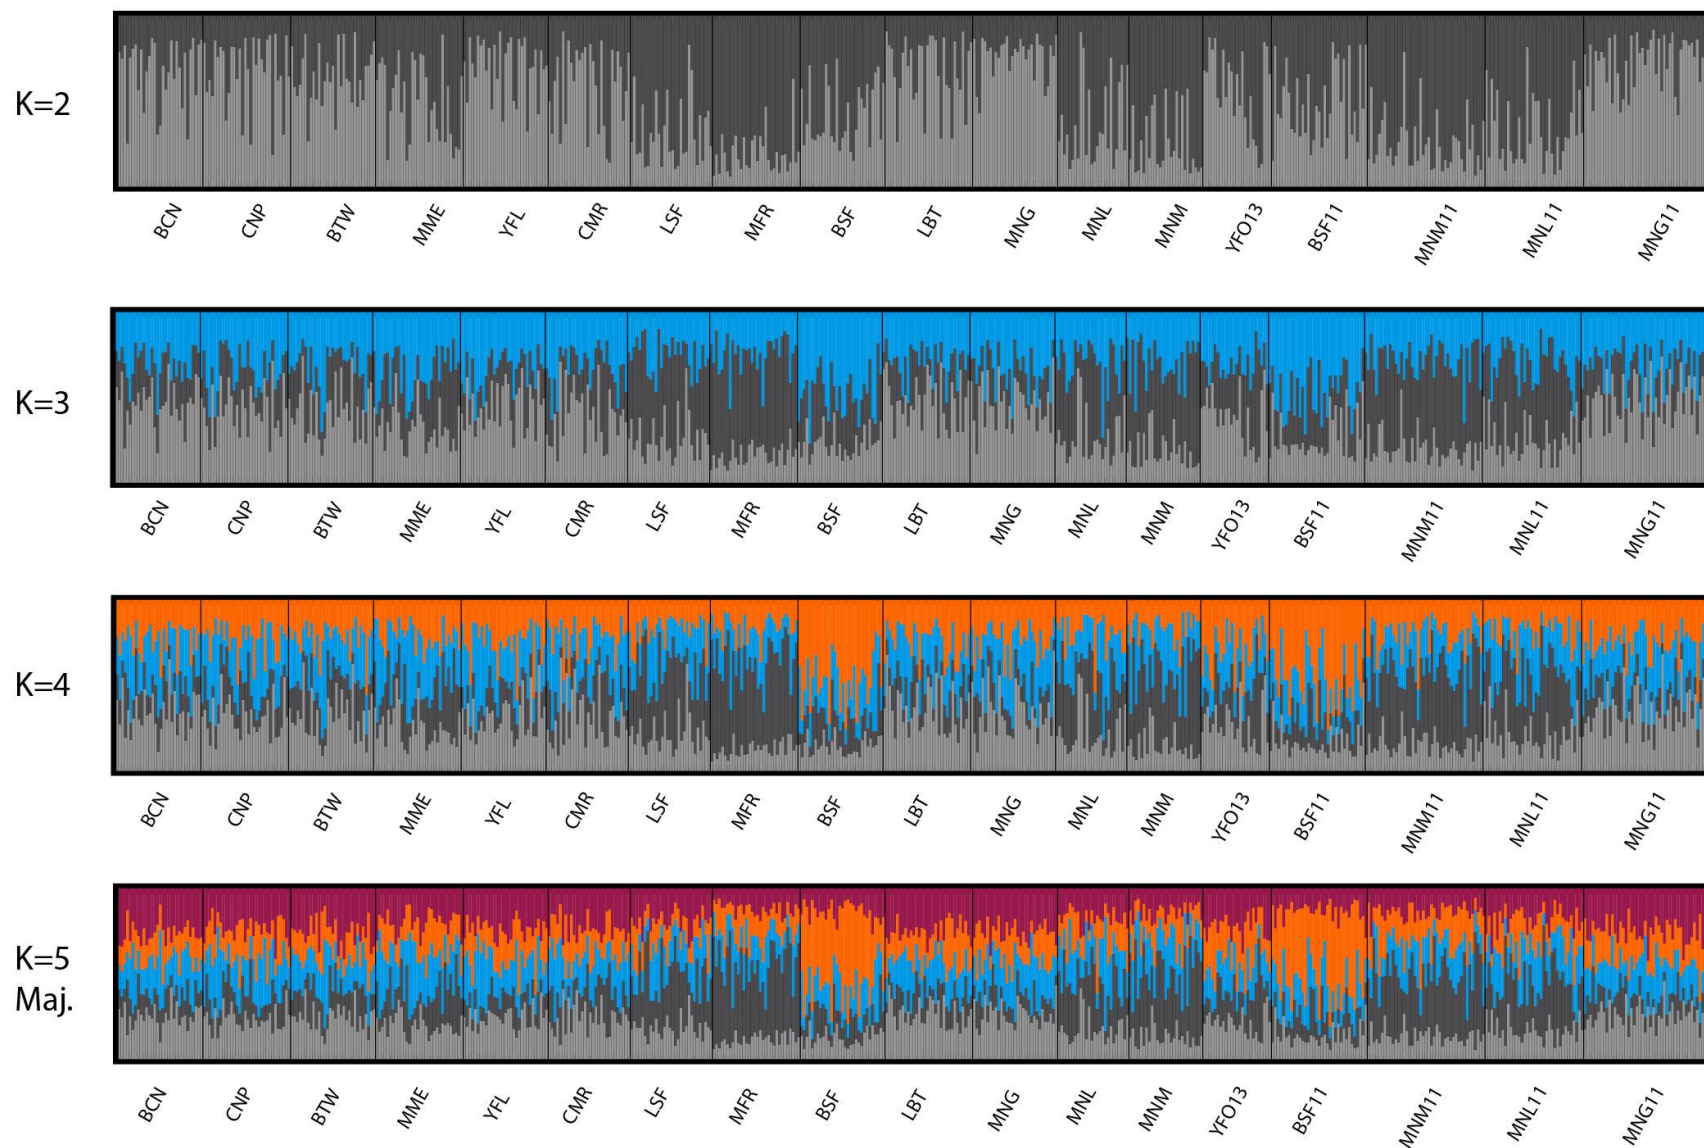 K=2
BCN CNP BTW MME YFL CMR LSF MFR BSF LBT MNG MNL MNM YFO13 BSF11 MNM11 MNL11 MNG11
K=3
BCN CNP BTW MME YFL CMR LSF MFR BSF LBT MNG MNL MNM YFO13 BSF11 MNM11 MNL11 MNG11
K=4
BCN CNP BTW MME YFL CMR LSF MFR BSF LBT MNG MNL MNM YFO13 BSF11 MNM11 MNL11 MNG11
K=5
Maj.
BCN CNP BTW MME YFL CMR LSF MFR BSF LBT MNG MNL MNM YFO13 BSF11 MNM11 MNL11 MNG11